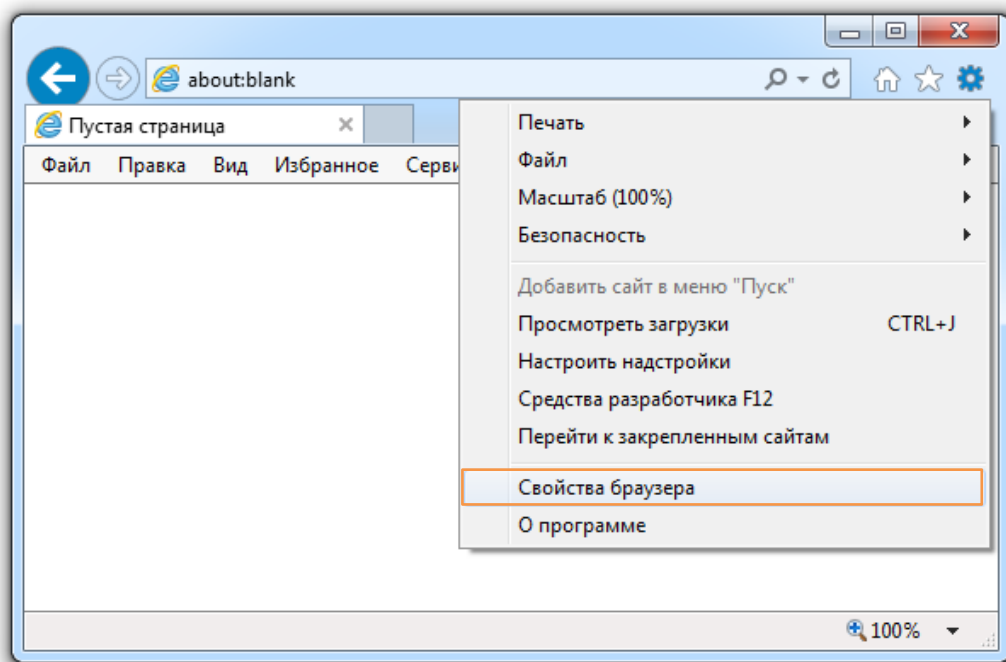 about:blank
Пустая страница
Файл Правка Вид Избранное Серви
Печать
Файл
Масштаб (100%)
Безопасность
Добавить сайт в меню "Пуск"
Просмотреть загрузки CTRL+J
Настроить надстройки
Средства разработчика F12
Перейти к закрепленным сайтам
Свойства браузера
О программе
100%